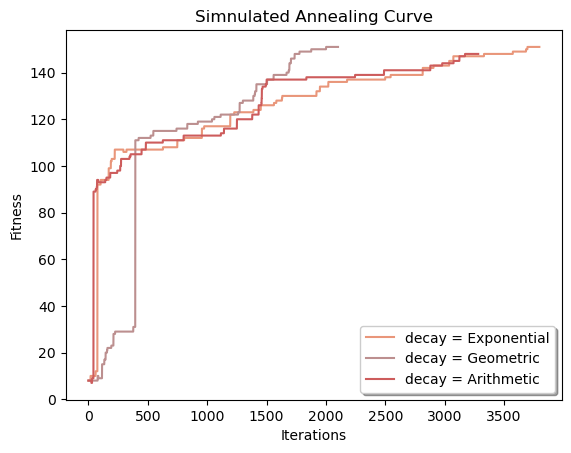 Simnulated Annealing Curve
Fitness
140
120
100
80
60
40
20
0
decay = Exponential
decay = Geometric
decay = Arithmetic
0 500 1000 1500 2000 2500 3000 3500
Iterations